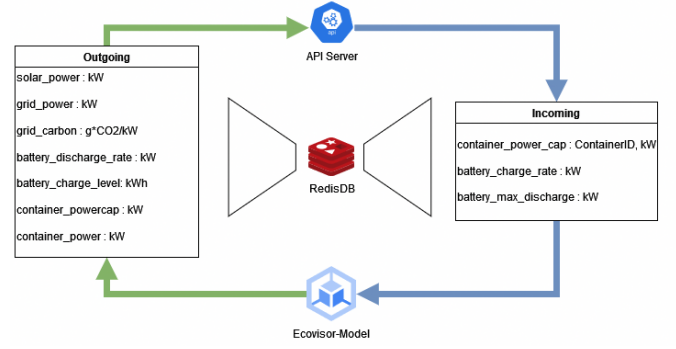 api
API Server
Outgoing
solar_power : kW
grid_power : kW
grid_carbon : g*CO2/kW
battery_discharge_rate : kW
battery_charge_level: kWh
container_powercap : kW
container_power : kW
RedisDB
Incoming
container_power_cap : ContainerID, kW
battery_charge_rate : kW
battery_max_discharge : kW
Ecovisor-Model